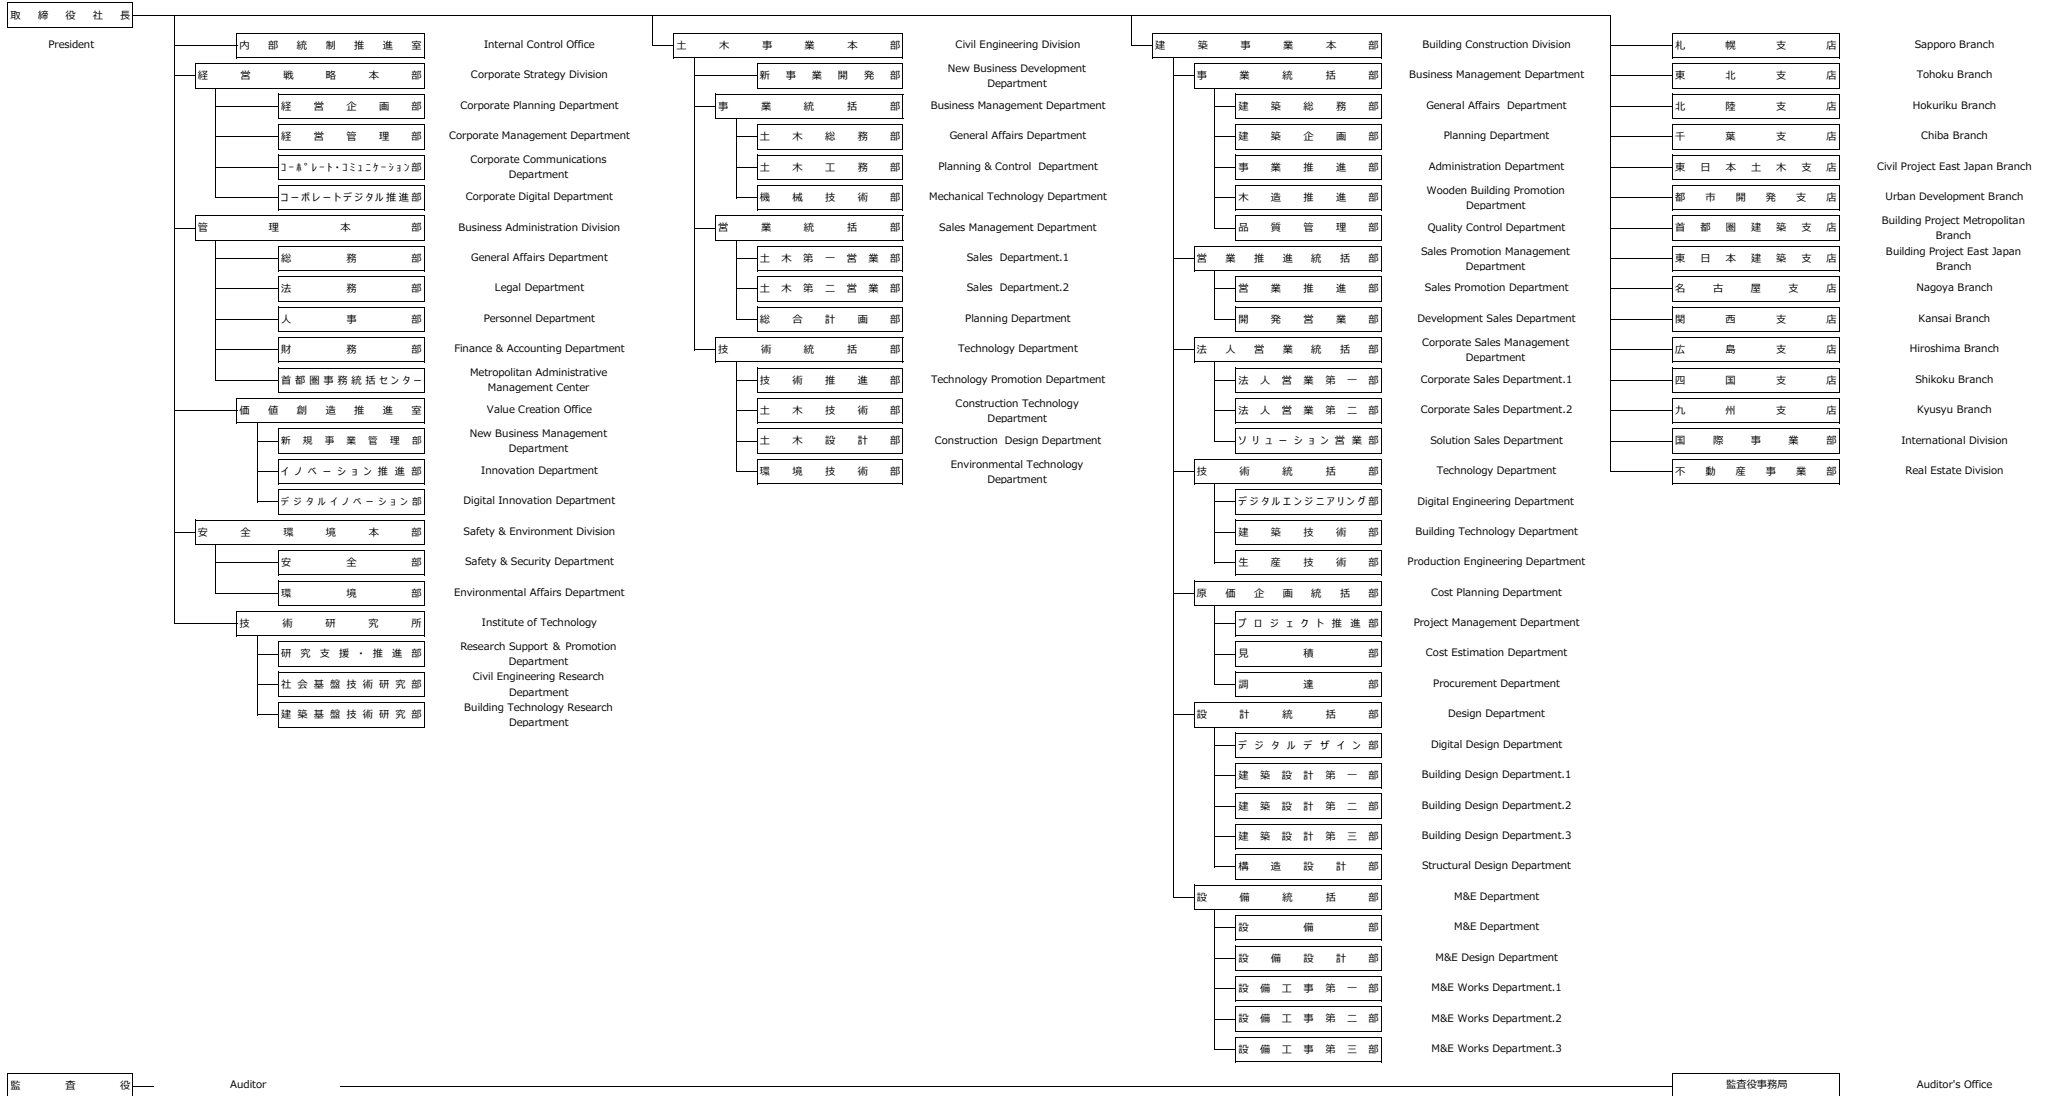 取締役社長
President
内部統制推進室 Internal Control Office
経営戦略本部 Corporate Strategy Division
経営企画部 Corporate Planning Department
経営管理部 Corporate Management Department
コーポレート・コミュニケーション部 Corporate Communications
Department
コーポレートデジタル推進部 Corporate Digital Department
管理本部 Business Administration Division
総務部 General Affairs Department
法務部 Legal Department
人事部 Personnel Department
財務部 Finance & Accounting Department
首都圏事務統括センター Metropolitan Administrative
Management Center
価値創造推進室 Value Creation Office
新規事業管理部 New Business Management
Department
イノベーション推進部 Innovation Department
デジタルイノベーション部 Digital Innovation Department
安全環境本部 Safety & Environment Division
安全部 Safety & Security Department
環境部 Environmental Affairs Department
技術研究所 Institute of Technology
研究支援・推進部 Research Support & Promotion
Department
社会基盤技術研究部 Civil Engineering Research
Department
建築基盤技術研究部 Building Technology Research
Department
土木事業本部 Civil Engineering Division
新事業開発部 New Business Development
Department
事業統括部 Business Management Department
土木総務部 General Affairs Department
土木工務部 Planning & Control Department
機械技術部 Mechanical Technology Department
営業統括部 Sales Management Department
土木第一営業部 Sales Department.1
土木第二営業部 Sales Department.2
総合計画部 Planning Department
技術統括部 Technology Department
技術推進部 Technology Promotion Department
土木技術部 Construction Technology
Department
土木設計部 Construction Design Department
環境技術部 Environmental Technology
Department
建築事業本部 Building Construction Division
事業統括部 Business Management Department
建築総務部 General Affairs Department
建築企画部 Planning Department
事業推進部 Administration Department
木造推進部 Wooden Building Promotion
Department
品質管理部 Quality Control Department
営業推進統括部 Sales Promotion Management
Department
営業推進部 Sales Promotion Department
開発営業部 Development Sales Department
法人営業統括部 Corporate Sales Management
Department
法人営業第一部 Corporate Sales Department.1
法人営業第二部 Corporate Sales Department.2
ソリューション営業部 Solution Sales Department
技術統括部 Technology Department
デジタルエンジニアリング部 Digital Engineering Department
建築技術部 Building Technology Department
生産技術部 Production Engineering Department
原価企画統括部 Cost Planning Department
プロジェクト推進部 Project Management Department
見積部 Cost Estimation Department
調達部 Procurement Department
設計統括部 Design Department
デジタルデザイン部 Digital Design Department
建築設計第一部 Building Design Department.1
建築設計第二部 Building Design Department.2
建築設計第三部 Building Design Department.3
構造設計部 Structural Design Department
設備統括部 M&E Department
設備部 M&E Department
設備設計部 M&E Design Department
設備工事第一部 M&E Works Department.1
設備工事第二部 M&E Works Department.2
設備工事第三部 M&E Works Department.3
札幌支店 Sapporo Branch
東北支店 Tohoku Branch
北陸支店 Hokuriku Branch
千葉支店 Chiba Branch
東日本土木支店 Civil Project East Japan Branch
都市開発支店 Urban Development Branch
首都圏建築支店 Building Project Metropolitan
Branch
東日本建築支店 Building Project East Japan
Branch
名古屋支店 Nagoya Branch
関西支店 Kansai Branch
広島支店 Hiroshima Branch
四国支店 Shikoku Branch
九州支店 Kyusyu Branch
国際事業部 International Division
不動産事業部 Real Estate Division
監査役 Auditor
監査役事務局 Auditor's Office